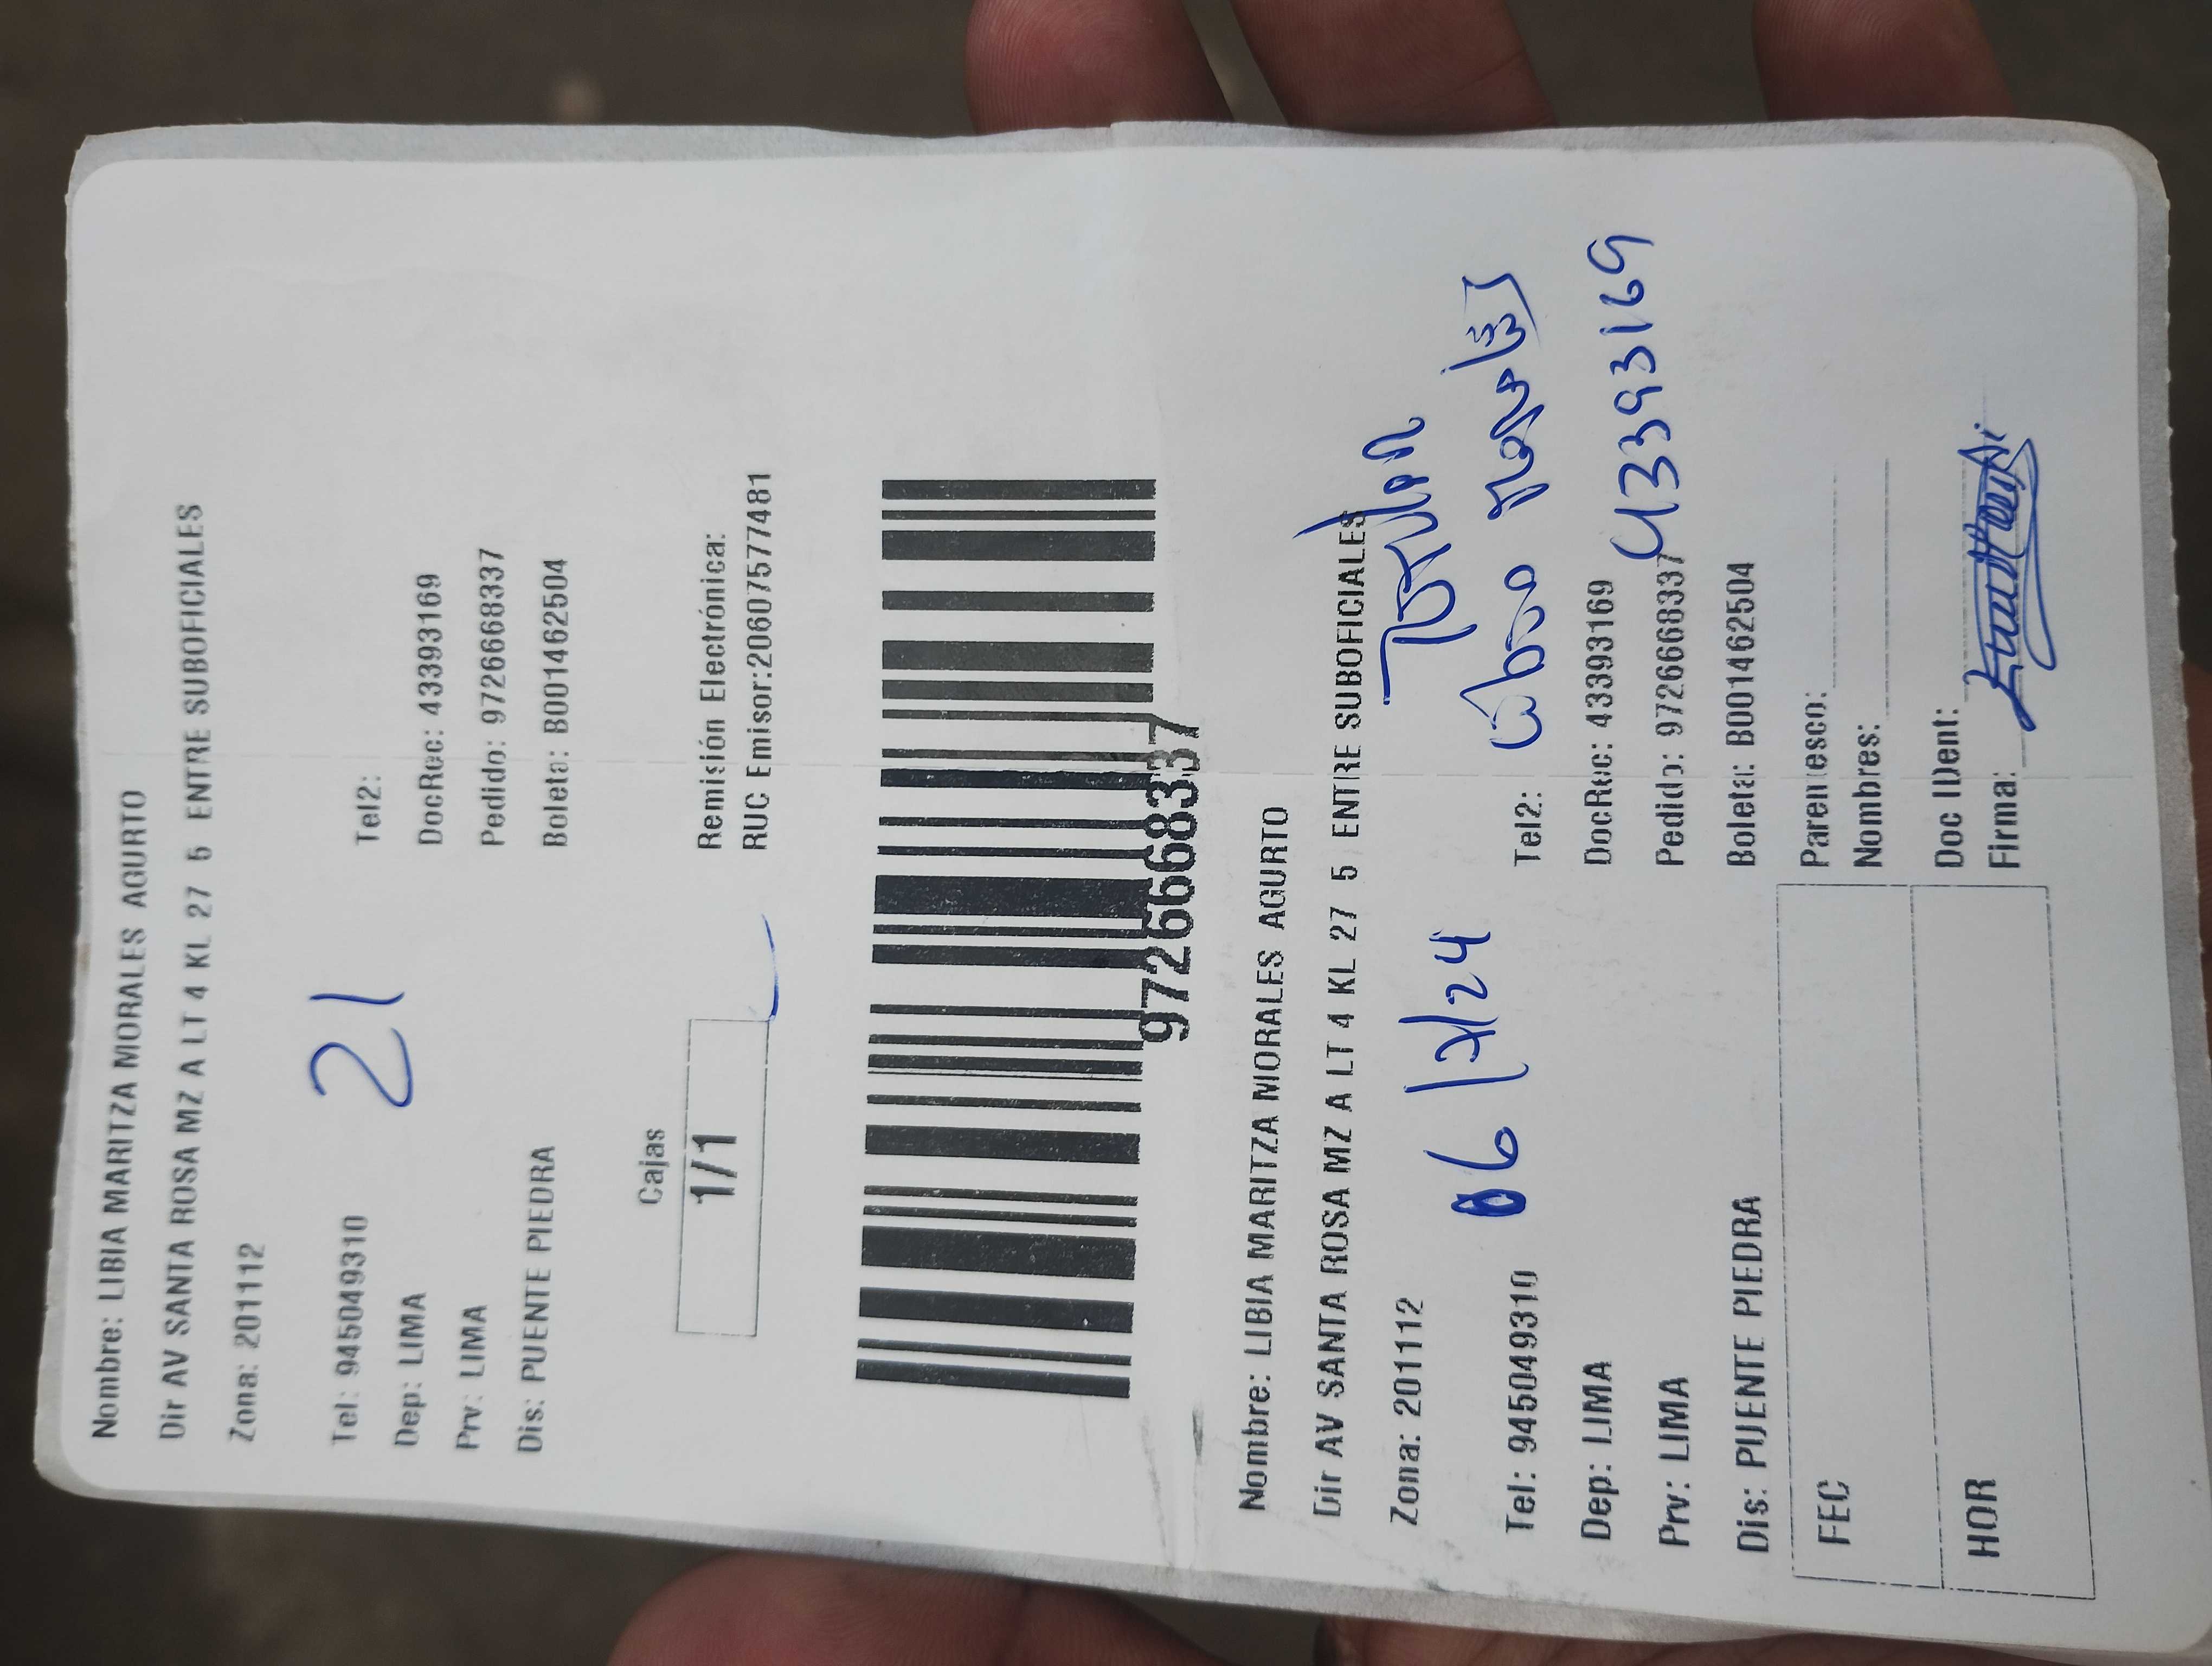 Nombre: LIBIA MARITZA MORALES AGURTO
Dir AV SANTA ROSA MZ A LT 4 KL 27 5 ENTRE SUBOFICIALES
Zona: 201112
21
Tel: 945049310 Tel2:
Dep: LIMA DocRec: 43393169
Prv: LIMA Pedido: 9726668337
Dis: PUENTE PIEDRA Boleta: B001462504
Cajas
1/1
Remisión Electrónica:
RUC Emisor:20607577481
9726668337
Nombre: LIBIA MARITZA MORALES AGURTO
Dir AV SANTA ROSA MZ A LT 4 KL 27 5 ENTRE SUBOFICIALES
Zona: 201112
Titular
06/7/24
Morales
Tel: 945049310 Tel2:
Dep: LIMA DocRec: 43393169
43393169
Prv: LIMA Pedido: 9726668337
Dis: PUENTE PIEDRA Boleta: B001462504
FEC
Parentesco:
Nombres:
HOR
Doc IDent:
Firma: